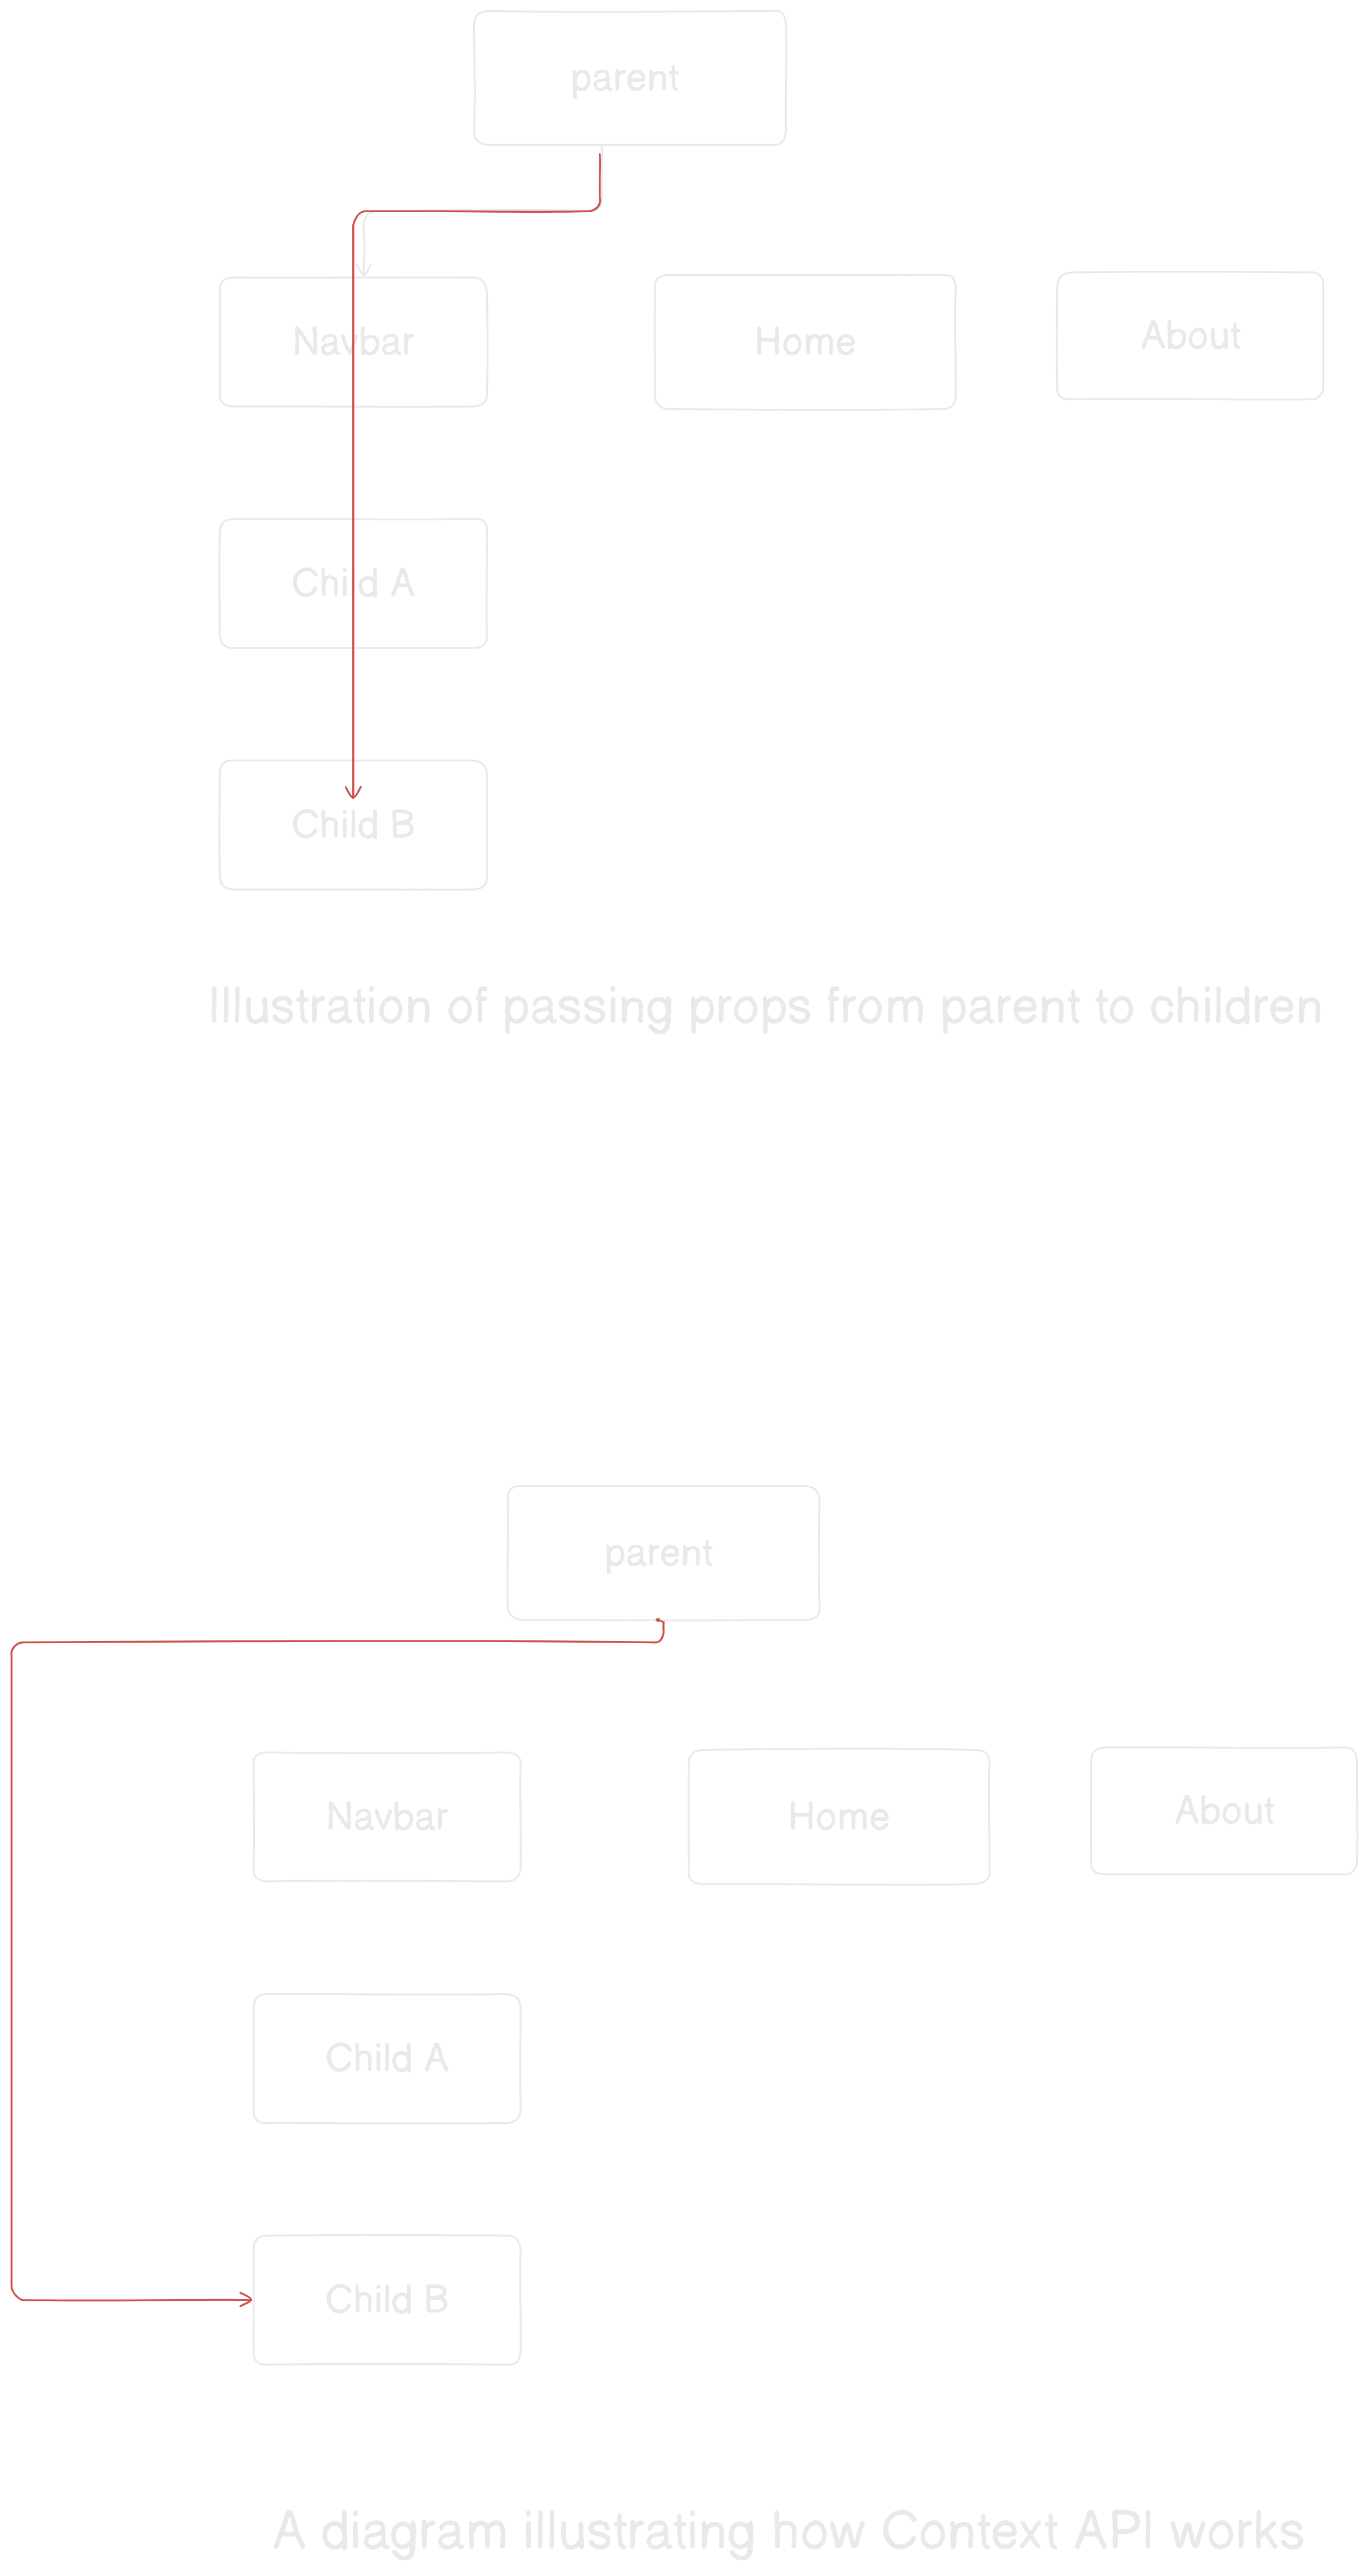 parent
Navbar
Home
About
Child A
Child B
Illustration of passing props from parent to children
parent
Navbar
Home
About
Child A
Child B
A diagram illustrating how Context API works